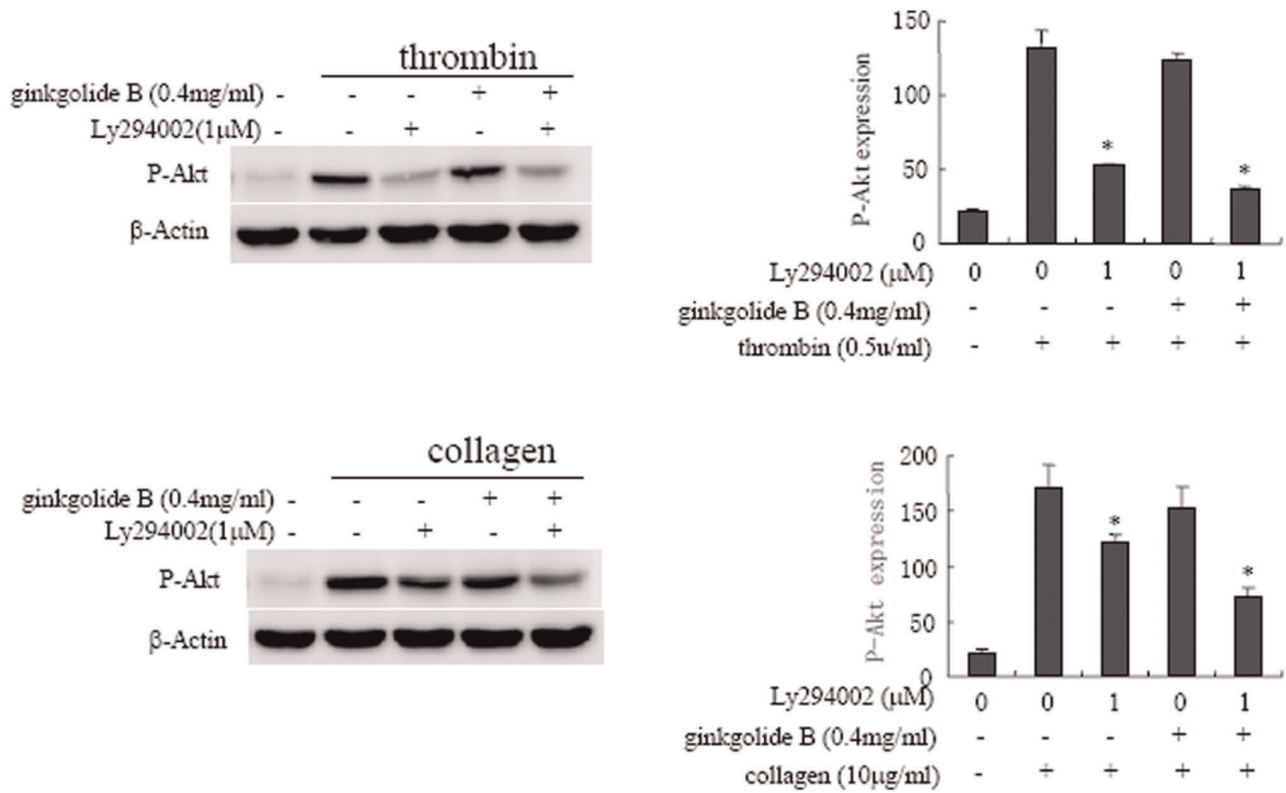 thrombin
ginkgolide B (0.4mg/ml) - - - + +
Ly294002(1μM) - - + - +
P-Akt
β-Actin
150
100
50
0
P-Akt expression
* *
Ly294002 (μM) 0 0 1 0 1
ginkgolide B (0.4mg/ml) - - - + +
thrombin (0.5u/ml) - + + + +
collagen
ginkgolide B (0.4mg/ml) - - - + +
Ly294002(1μM) - - + - +
P-Akt
β-Actin
200
150
100
50
0
P-Akt expression
* *
Ly294002 (μM) 0 0 1 0 1
ginkgolide B (0.4mg/ml) - - - + +
collagen (10μg/ml) - + + + +